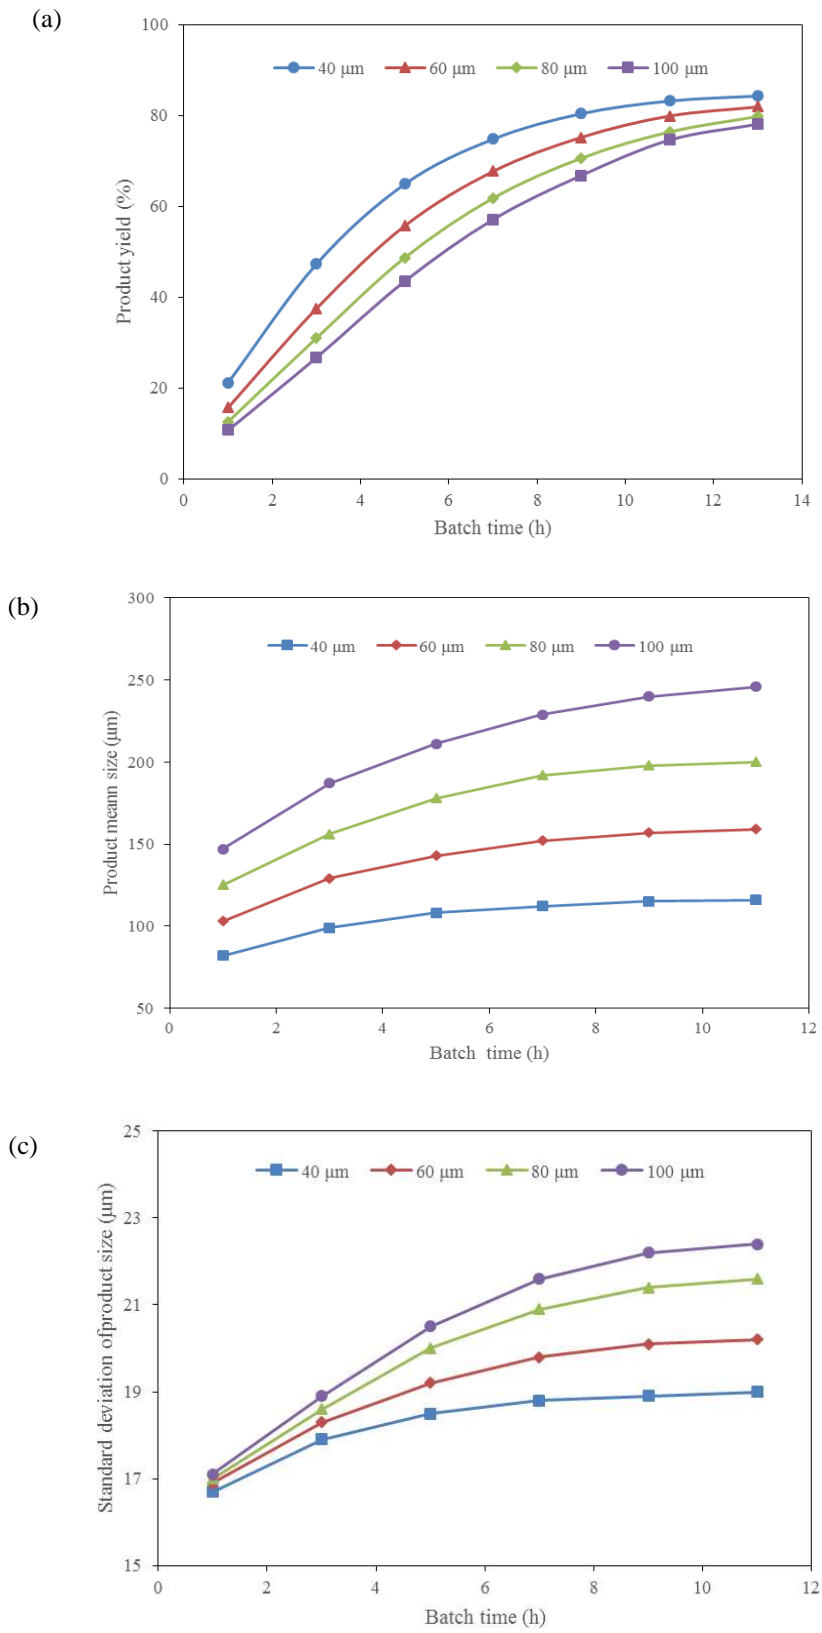 (a)
100
40 μm 60 μm 80 μm 100 μm
80
60
40
20
0
Product yield (%)
0 2 4 6 8 10 12 14
Batch time (h)
(b)
300
40 μm 60 μm 80 μm 100 μm
250
200
150
100
50
Product meann size (μm)
0 2 4 6 8 10 12
Batch time (h)
(c)
25
40 μm 60 μm 80 μm 100 μm
23
21
19
17
15
Standard deviation ofproduct size (μm)
0 2 4 6 8 10 12
Batch time (h)